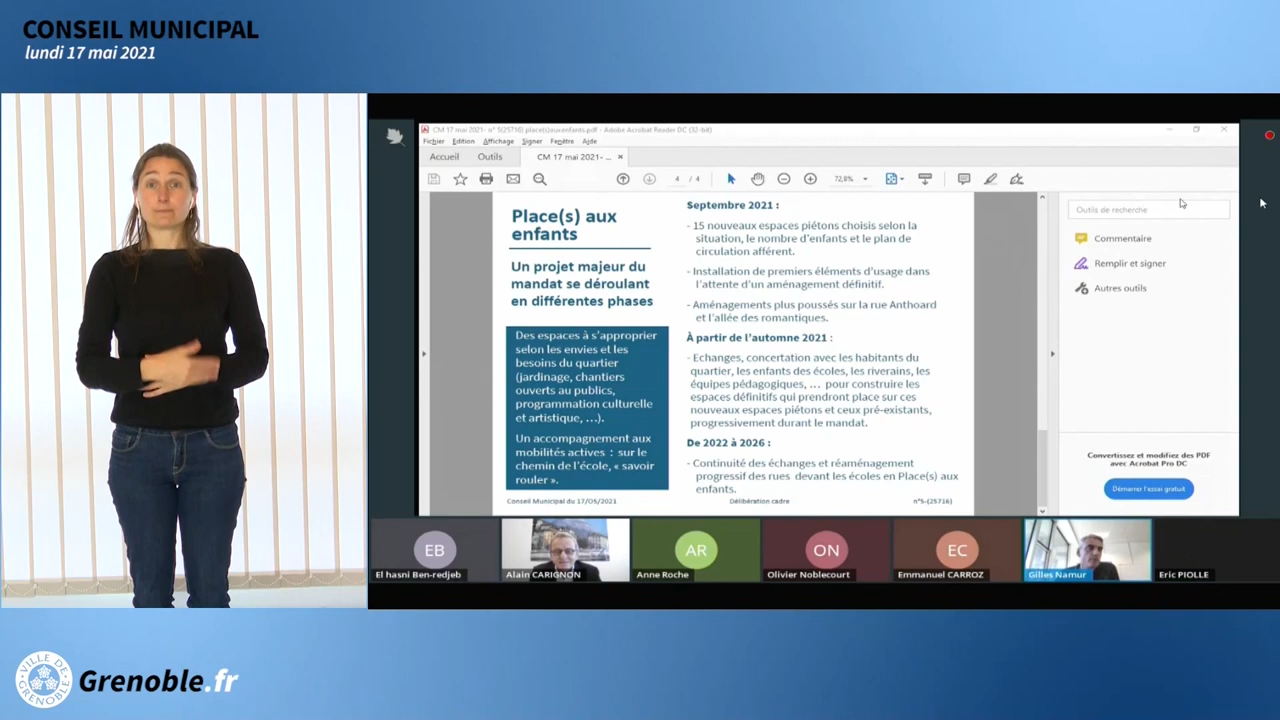 CONSEIL MUNICIPAL
lundi 17 mai 2021
CM 17 mai 2021- n° 5(25716) place(s)auxenfants.pdf - Adobe Acrobat Reader DC (32-bit)
Fichier Edition Affichage Signer Fenêtre Aide
Accueil Outils CM 17 mai 2021- ... ×
4 / 4 72,8%
Place(s) aux
enfants
Un projet majeur du
mandat se déroulant
en différentes phases
Des espaces à s'approprier
selon les envies et les
besoins du quartier
(jardinage, chantiers
ouverts au publics,
programmation culturelle
et artistique, ...).
Un accompagnement aux
mobilités actives : sur le
chemin de l'école, « savoir
rouler ».
Septembre 2021 :
- 15 nouveaux espaces piétons choisis selon la
situation, le nombre d'enfants et le plan de
circulation afférent.
- Installation de premiers éléments d'usage dans
l'attente d'un aménagement définitif.
- Aménagements plus poussés sur la rue Anthoard
et l'allée des romantiques.
À partir de l'automne 2021 :
- Echanges, concertation avec les habitants du
quartier, les enfants des écoles, les riverains, les
équipes pédagogiques, ... pour construire les
espaces définitifs qui prendront place sur ces
nouveaux espaces piétons et ceux pré-existants,
progressivement durant le mandat.
De 2022 à 2026 :
- Continuité des échanges et réaménagement
progressif des rues devant les écoles en Place(s) aux
enfants.
Conseil Municipal du 17/05/2021 Délibération cadre n°5-(25716)
Outils de recherche
Commentaire
Remplir et signer
Autres outils
Convertissez et modifiez des PDF
avec Acrobat Pro DC
Démarrer l'essai gratuit
EB AR ON EC
El hasni Ben-redjeb Alain CARIGNON Anne Roche Olivier Noblecourt Emmanuel CARROZ Gilles Namur Eric PIOLLE
VILLE DE
GRENOBLE
Grenoble.fr